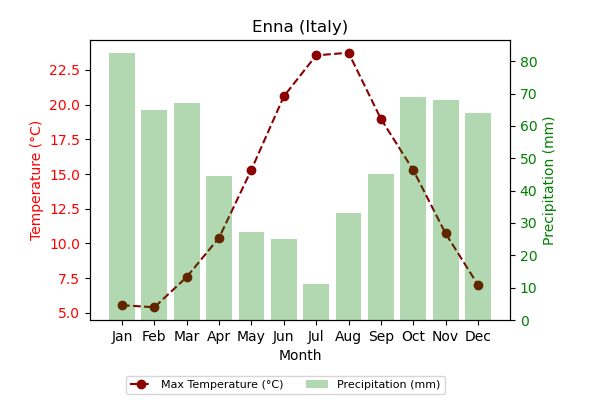 Enna (Italy)
Temperature (°C)
22.5
20.0
17.5
15.0
12.5
10.0
7.5
5.0
80
70
60
50
40
30
20
10
0
Precipitation (mm)
Jan Feb Mar Apr May Jun Jul Aug Sep Oct Nov Dec
Month
Max Temperature (°C) Precipitation (mm)